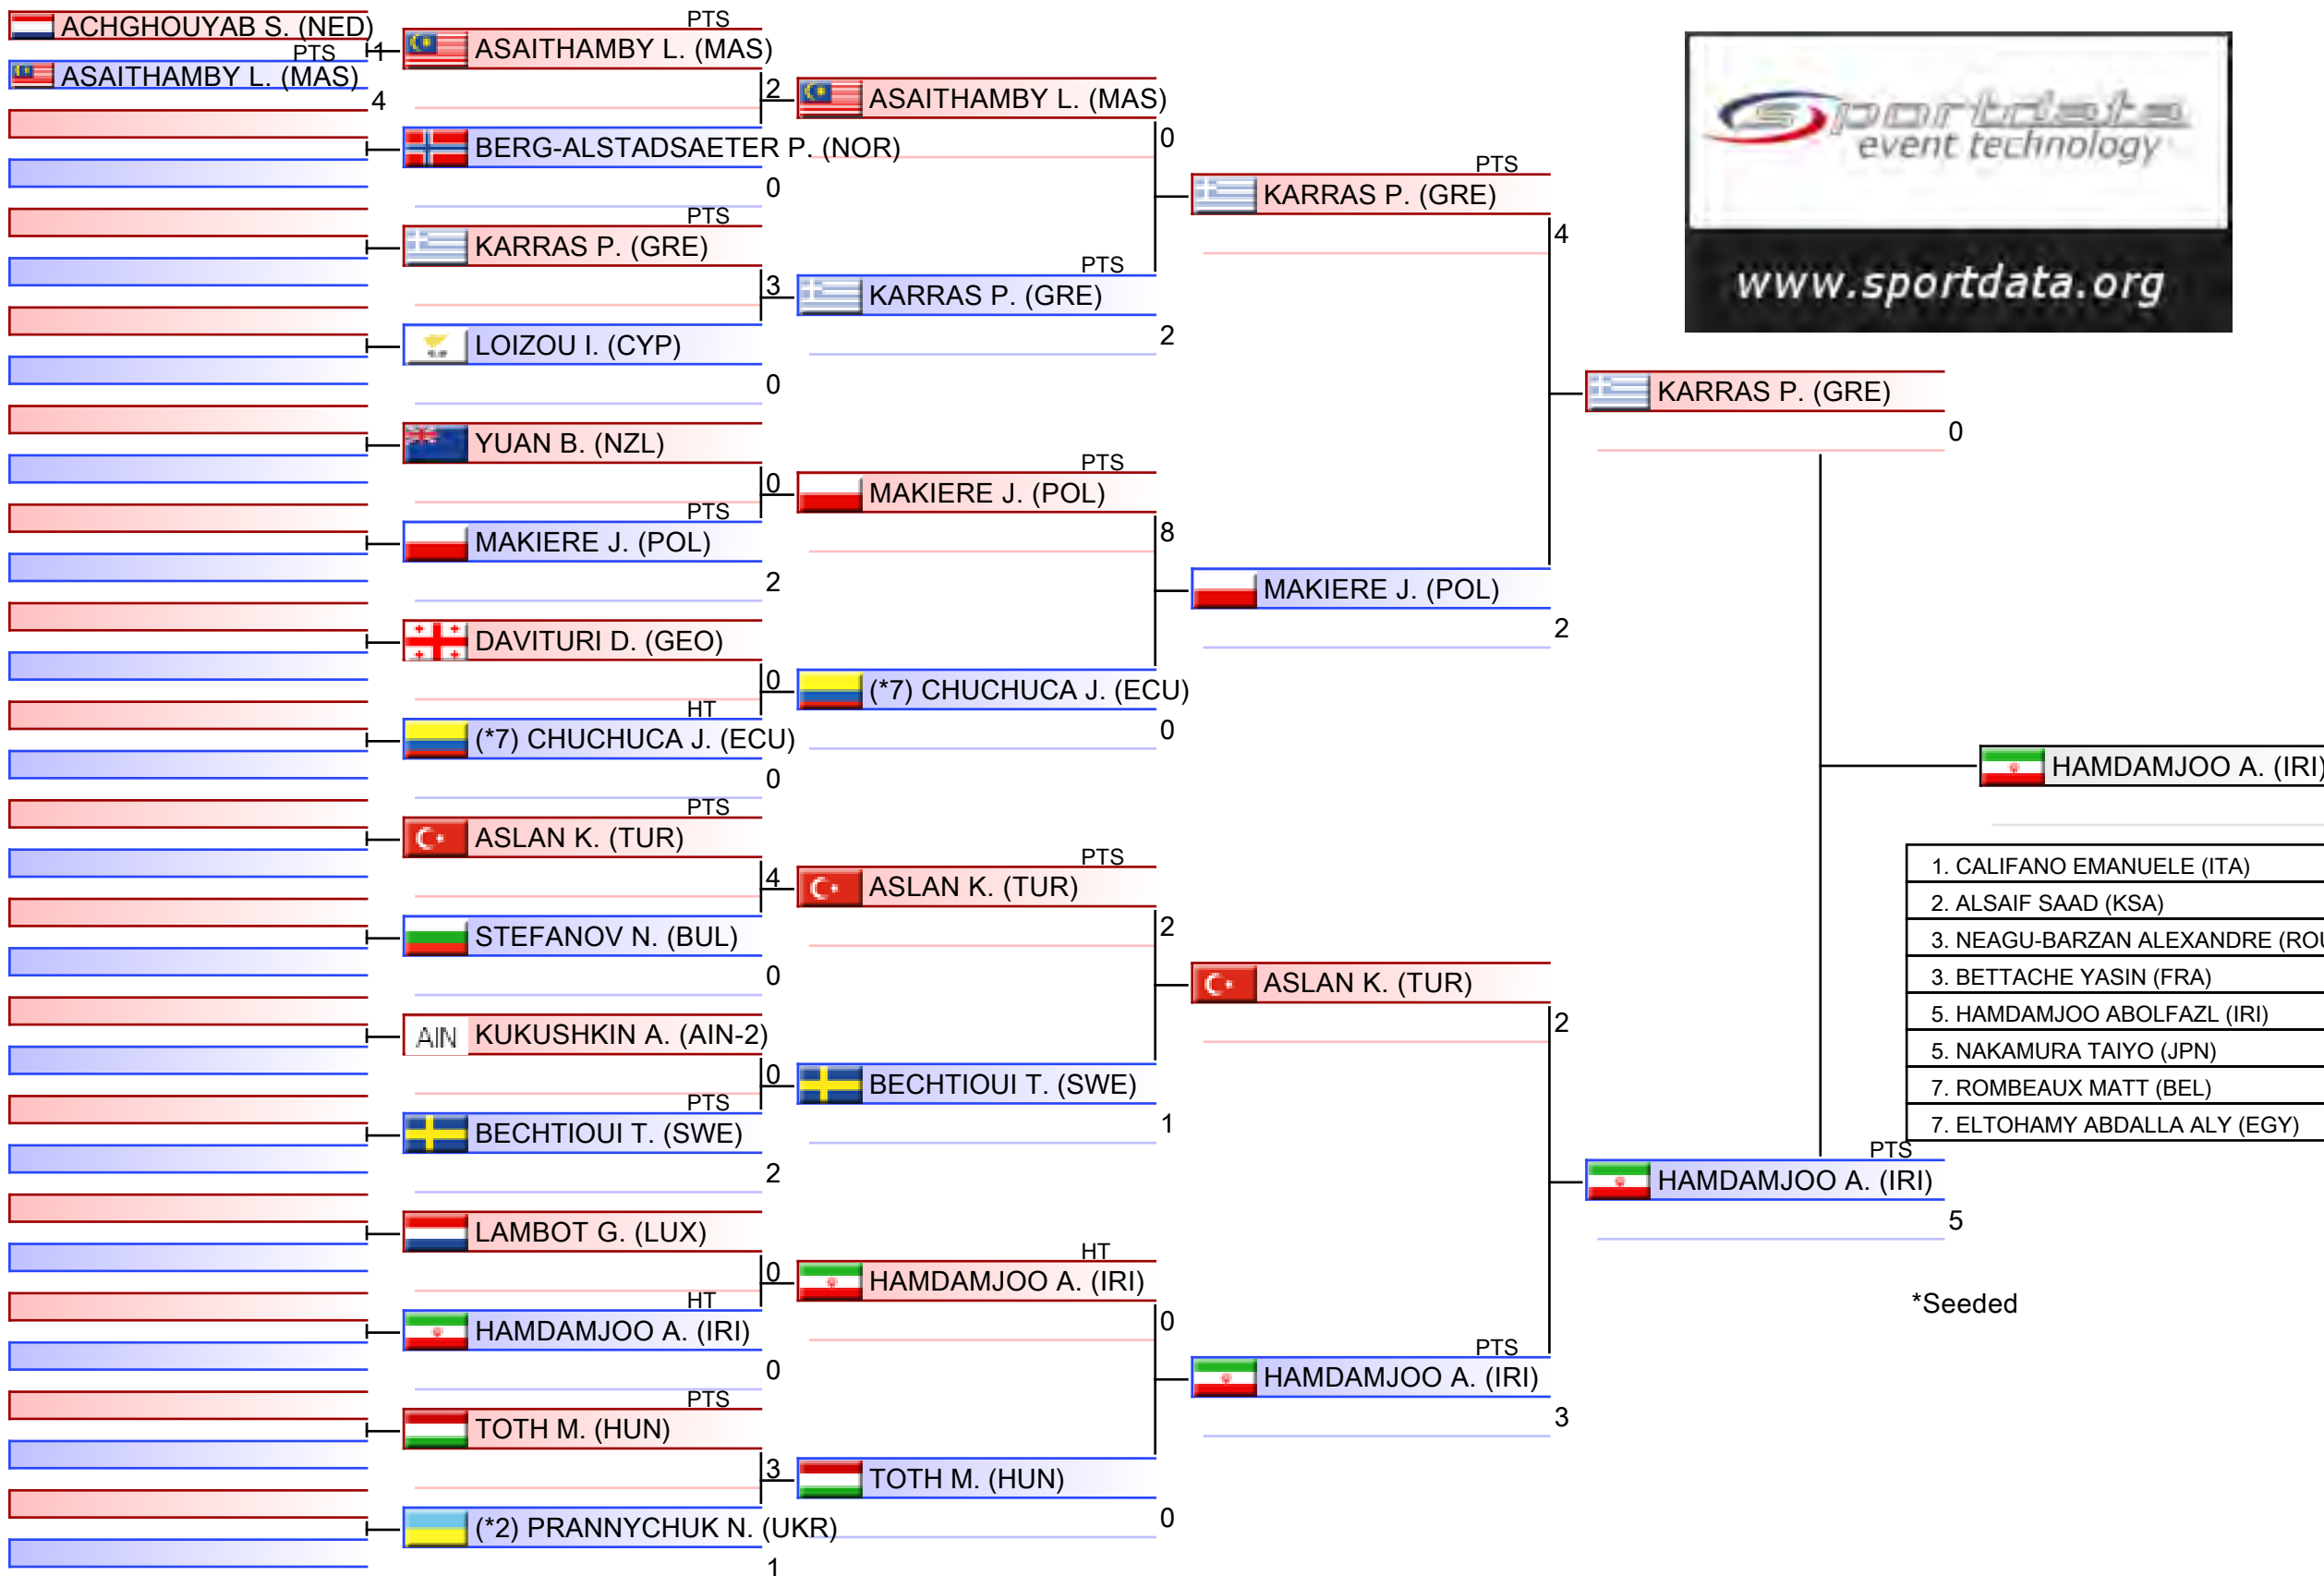 ACHGHOUYAB S. (NED)
PTS
1
ASAITHAMBY L. (MAS)
4
PTS
ASAITHAMBY L. (MAS)
2
BERG-ALSTADSAETER P. (NOR)
0
PTS
KARRAS P. (GRE)
3
LOIZOU I. (CYP)
0
YUAN B. (NZL)
0
PTS
MAKIERE J. (POL)
2
DAVITURI D. (GEO)
0
HT
(*7) CHUCHUCA J. (ECU)
0
PTS
ASLAN K. (TUR)
4
STEFANOV N. (BUL)
0
AIN KUKUSHKIN A. (AIN-2)
0
PTS
BECHTIOUI T. (SWE)
2
LAMBOT G. (LUX)
0
HT
HAMDAMJOO A. (IRI)
0
PTS
TOTH M. (HUN)
3
(*2) PRANNYCHUK N. (UKR)
1
ASAITHAMBY L. (MAS)
0
PTS
KARRAS P. (GRE)
2
PTS
MAKIERE J. (POL)
8
(*7) CHUCHUCA J. (ECU)
0
PTS
ASLAN K. (TUR)
2
BECHTIOUI T. (SWE)
1
HT
HAMDAMJOO A. (IRI)
0
TOTH M. (HUN)
0
PTS
KARRAS P. (GRE)
4
MAKIERE J. (POL)
2
ASLAN K. (TUR)
2
PTS
HAMDAMJOO A. (IRI)
3
KARRAS P. (GRE)
0
PTS
HAMDAMJOO A. (IRI)
5
HAMDAMJOO A. (IRI)
sportdata
event technology
www.sportdata.org
1. CALIFANO EMANUELE (ITA)
2. ALSAIF SAAD (KSA)
3. NEAGU-BARZAN ALEXANDRE (ROU
3. BETTACHE YASIN (FRA)
5. HAMDAMJOO ABOLFAZL (IRI)
5. NAKAMURA TAIYO (JPN)
7. ROMBEAUX MATT (BEL)
7. ELTOHAMY ABDALLA ALY (EGY)
*Seeded